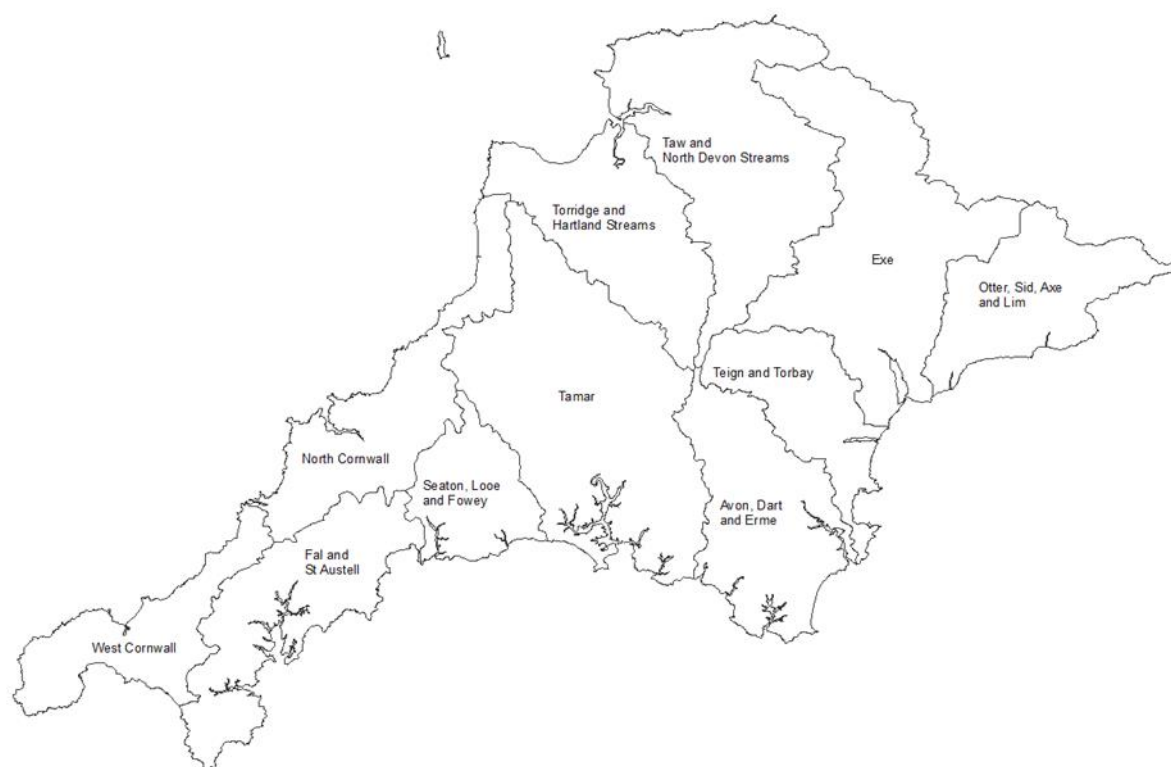 Taw and
North Devon Streams
Torridge and
Hartland Streams
Exe
Otter, Sid, Axe
and Lim
Teign and Torbay
Tamar
North Cornwall
Seaton, Looe
and Fowey
Avon, Dart
and Erme
Fal and
St Austell
West Cornwall